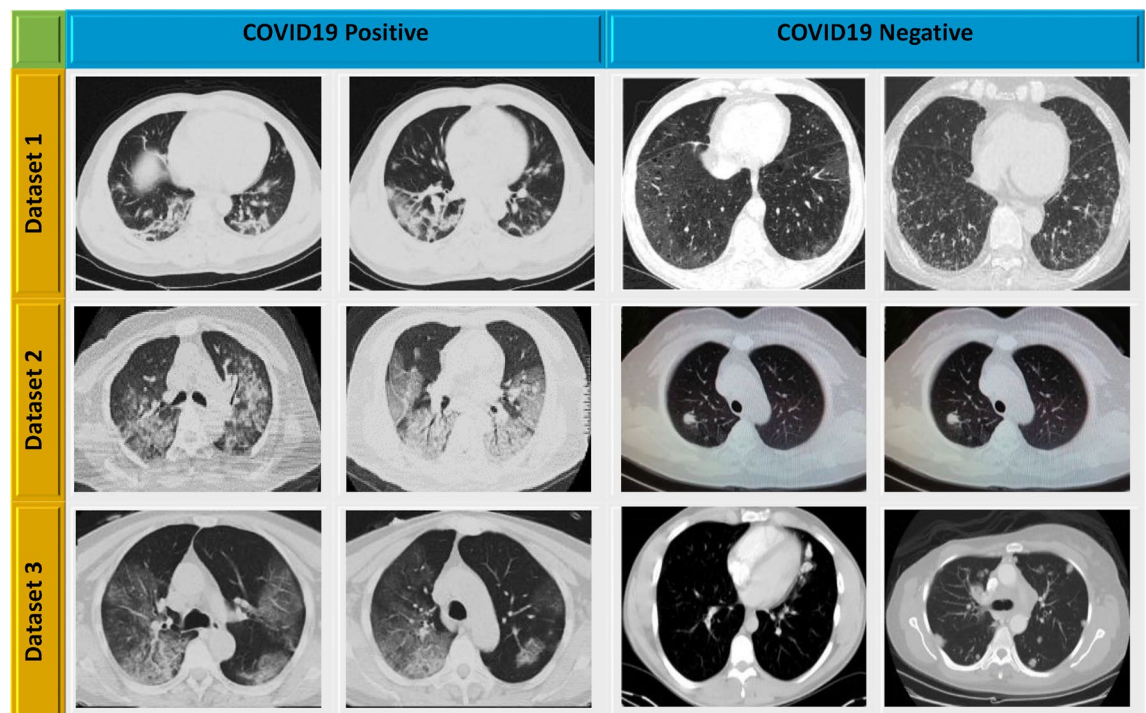 COVID19 Positive
COVID19 Negative
Dataset 1
Dataset 2
Dataset 3